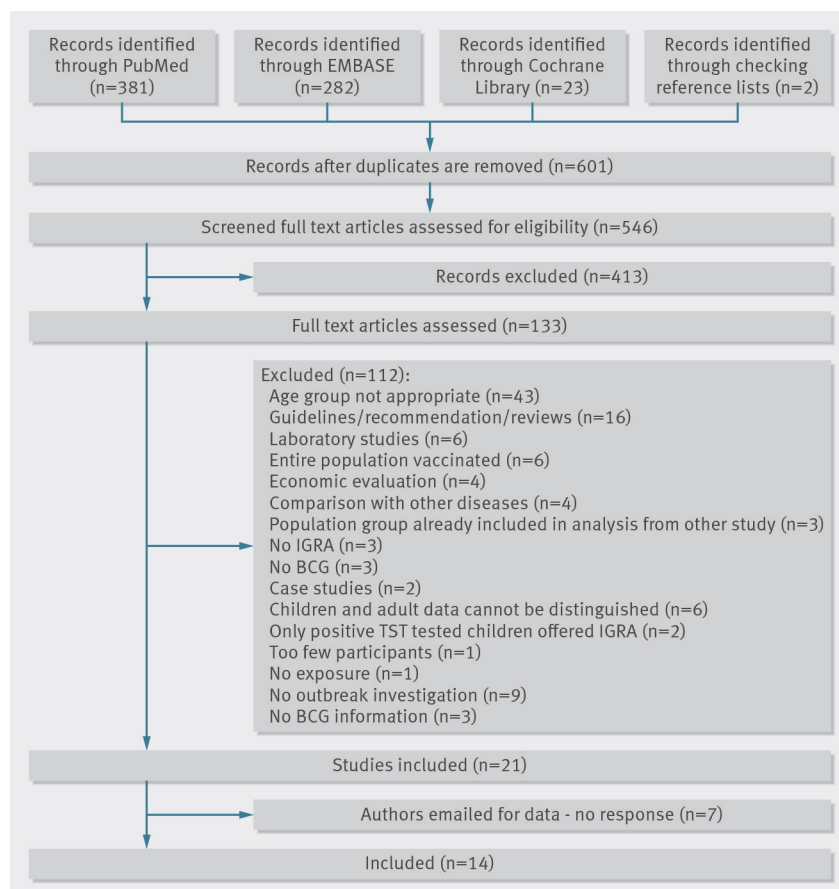 Records identified
through PubMed
(n=381)
Records identified
through EMBASE
(n=282)
Records identified
through Cochrane
Library (n=23)
Records identified
through checking
reference lists (n=2)
Records after duplicates are removed (n=601)
Screened full text articles assessed for eligibility (n=546)
Records excluded (n=413)
Full text articles assessed (n=133)
Excluded (n=112):
Age group not appropriate (n=43)
Guidelines/recommendation/reviews (n=16)
Laboratory studies (n=6)
Entire population vaccinated (n=6)
Economic evaluation (n=4)
Comparison with other diseases (n=4)
Population group already included in analysis from other study (n=3)
No IGRA (n=3)
No BCG (n=3)
Case studies (n=2)
Children and adult data cannot be distinguished (n=6)
Only positive TST tested children offered IGRA (n=2)
Too few participants (n=1)
No exposure (n=1)
No outbreak investigation (n=9)
No BCG information (n=3)
Studies included (n=21)
Authors emailed for data - no response (n=7)
Included (n=14)